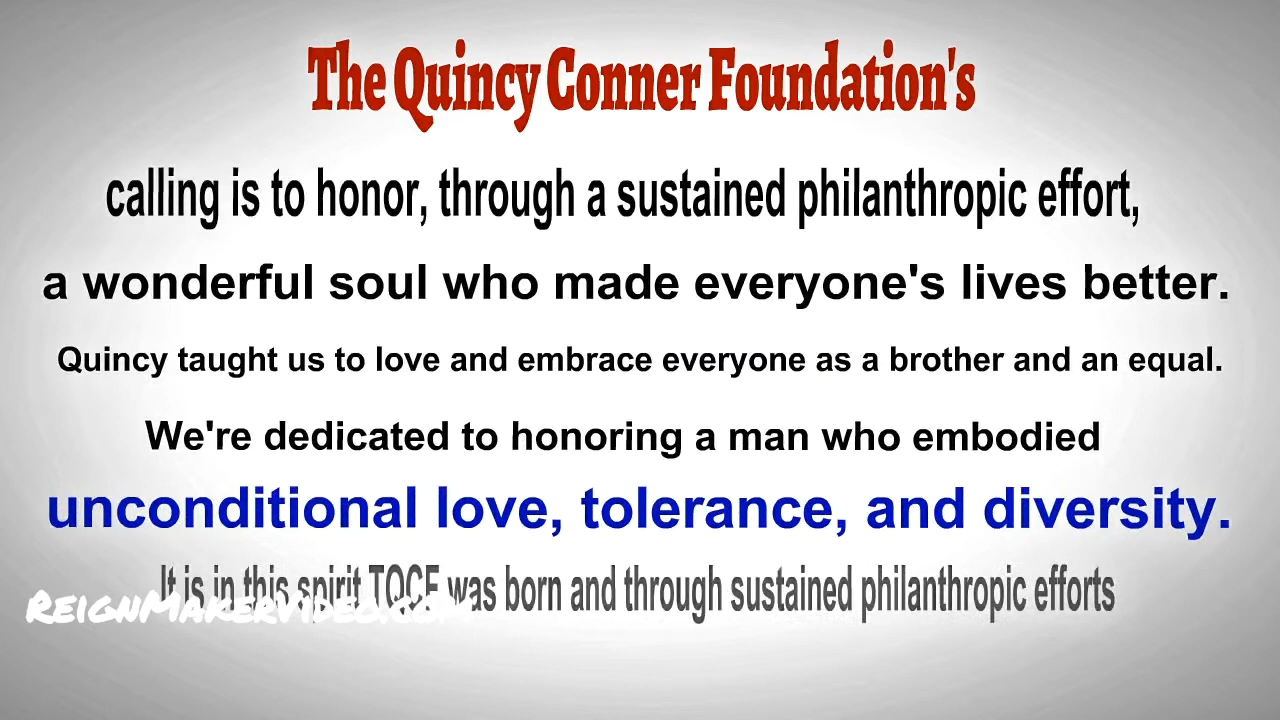 The Quincy Conner Foundation's
calling is to honor, through a sustained philanthropic effort,
a wonderful soul who made everyone's lives better.
Quincy taught us to love and embrace everyone as a brother and an equal.
We're dedicated to honoring a man who embodied
unconditional love, tolerance, and diversity.
It is in this spirit TQCF was born and through sustained philanthropic efforts
ReignMakerVideo.com